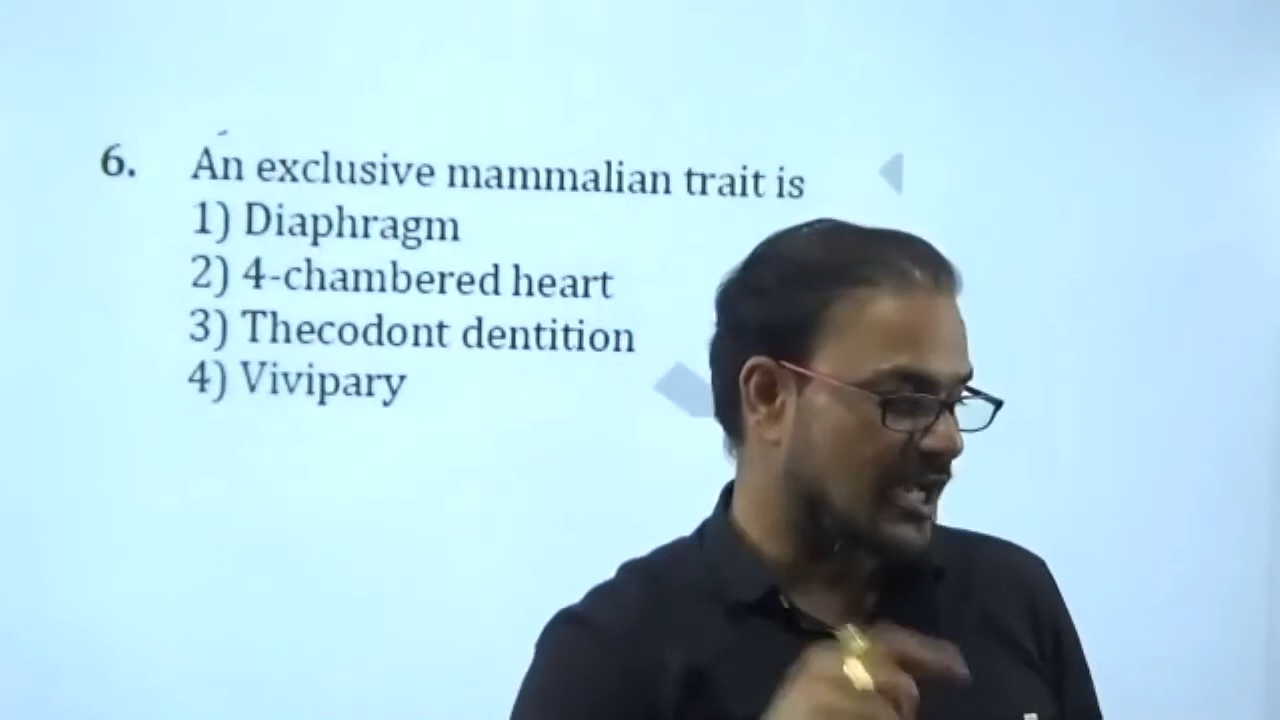 6. An exclusive mammalian trait is
1) Diaphragm
2) 4-chambered heart
3) Thecodont dentition
4) Vivipary